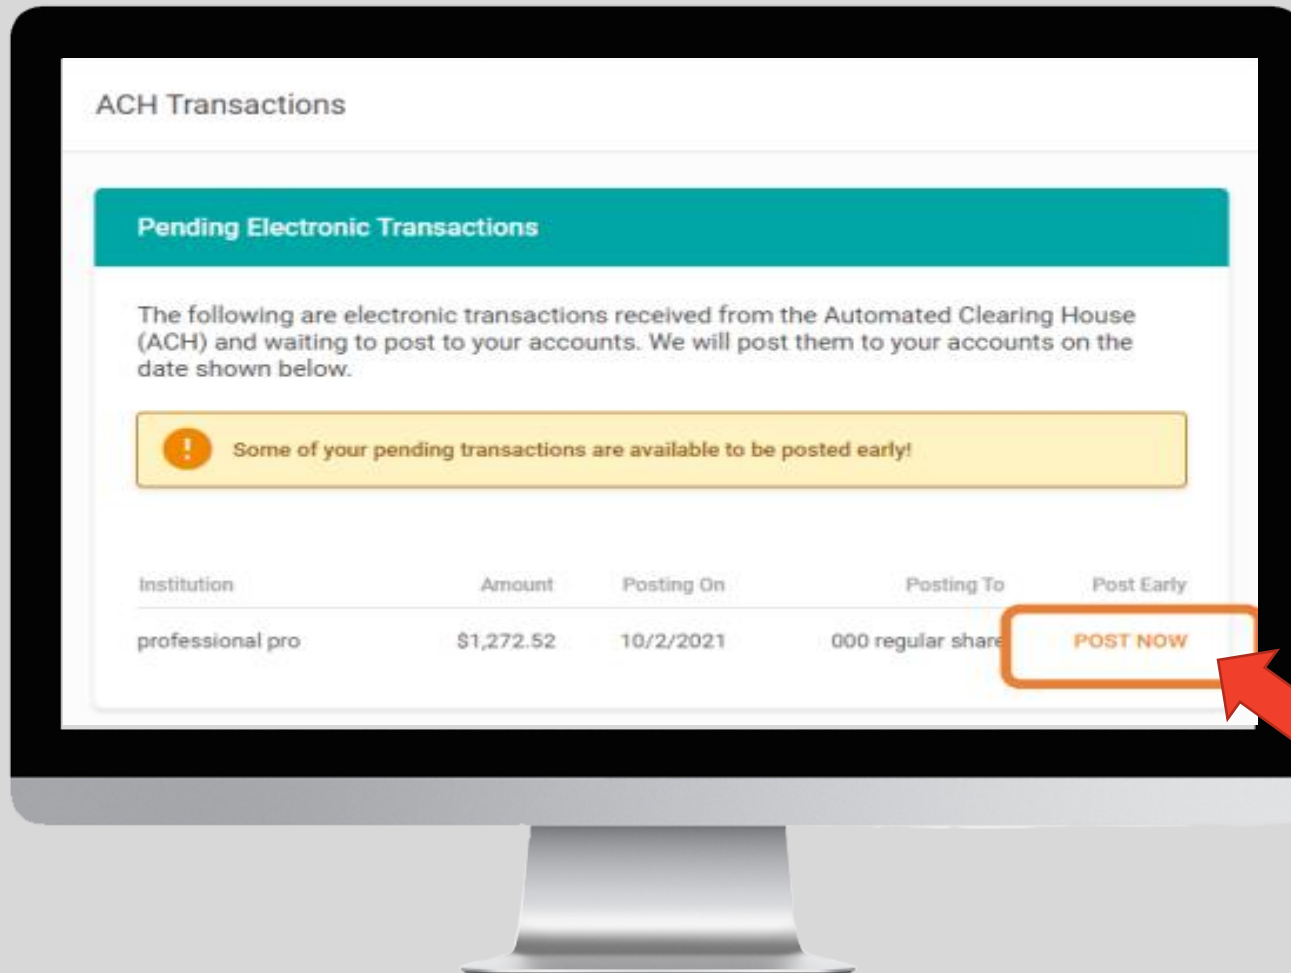 ACH Transactions
Pending Electronic Transactions
The following are electronic transactions received from the Automated Clearing House
(ACH) and waiting to post to your accounts. We will post them to your accounts on the
date shown below.
! Some of your pending transactions are available to be posted early!
Institution Amount Posting On Posting To Post Early
professional pro $1,272.52 10/2/2021 000 regular share POST NOW